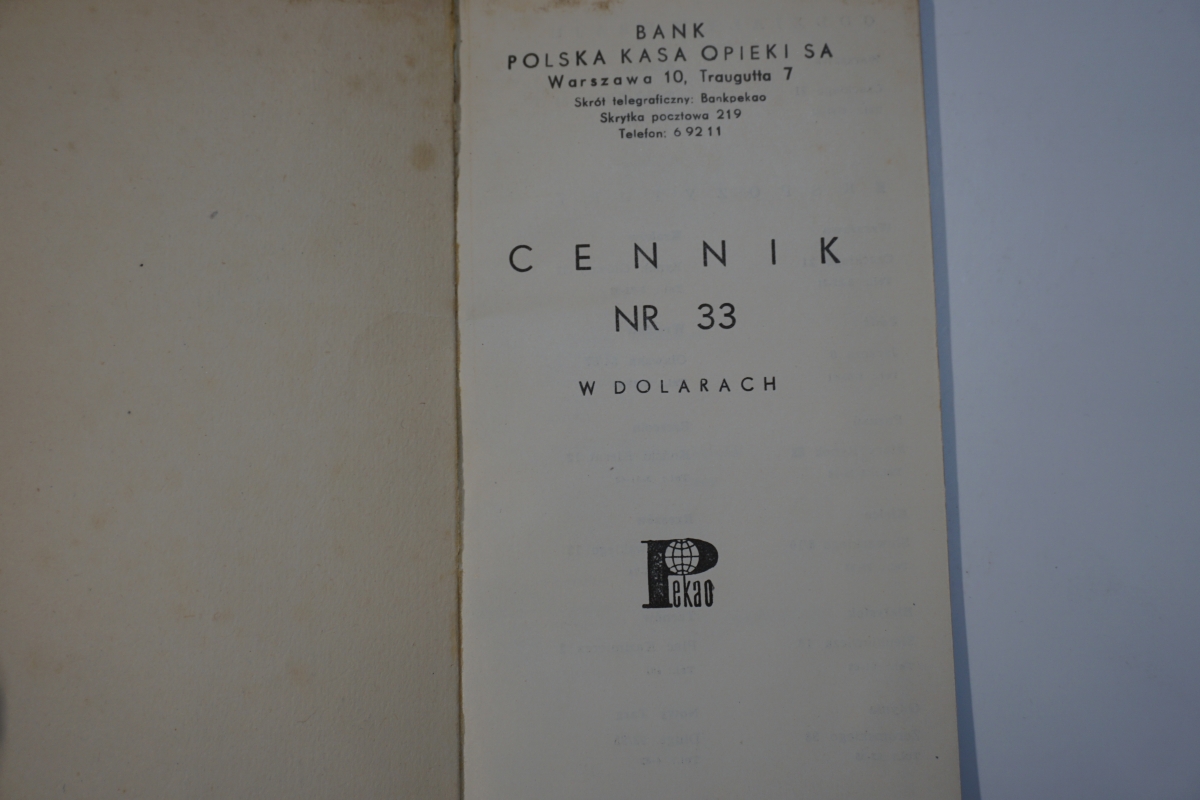 BANK
POLSKA KASA OPIEKI SA
Warszawa 10, Traugutta 7
Skrót telegraficzny: Bankpekao
Skrytka pocztowa 219
Telefon: 6 92 11
CENNIK
NR 33
W DOLARACH
Pekao